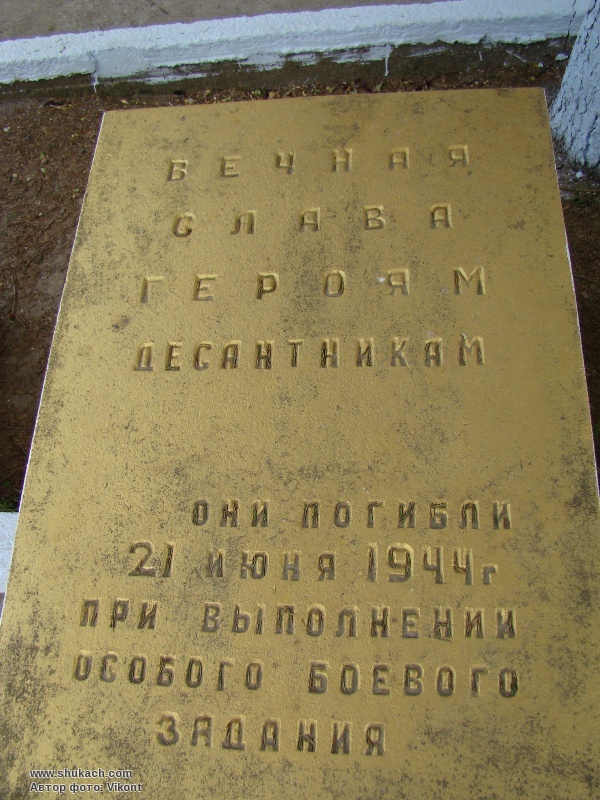 ВЕЧНАЯ
СЛАВА
ГЕРОЯМ
ДЕСАНТНИКАМ
ОНИ ПОГИБЛИ
21 ИЮНЯ 1944г
ПРИ ВЫПОЛНЕНИИ
ОСОБОГО БОЕВОГО
ЗАДАНИЯ
www.shukach.com
Автор фото: Vikont